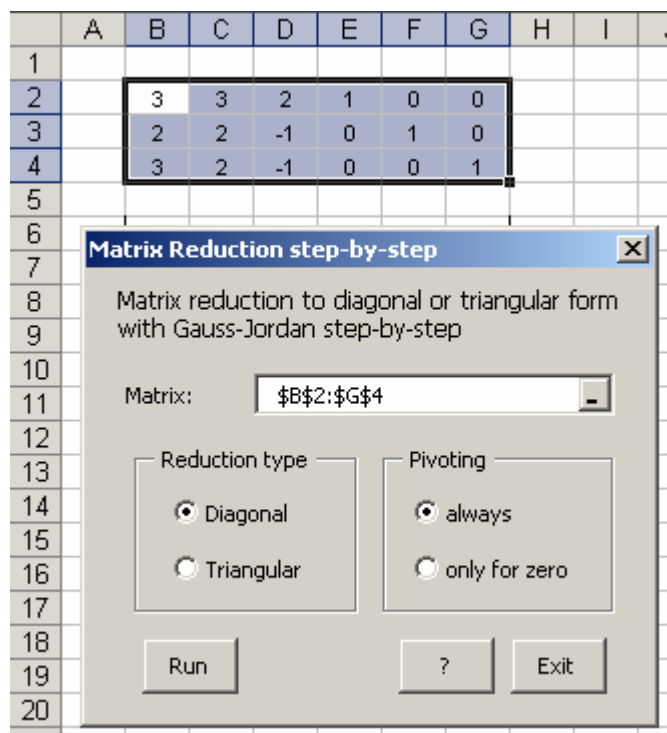 A B C D E F G H I
1
2 3 3 2 1 0 0
3 2 2 -1 0 1 0
4 3 2 -1 0 0 1
5
6
7
8
9
10
11
12
13
14
15
16
17
18
19
20
Matrix Reduction step-by-step
Matrix reduction to diagonal or triangular form
with Gauss-Jordan step-by-step
Matrix: $B$2:$G$4
Reduction type
Diagonal
Triangular
Pivoting
always
only for zero
Run ? Exit